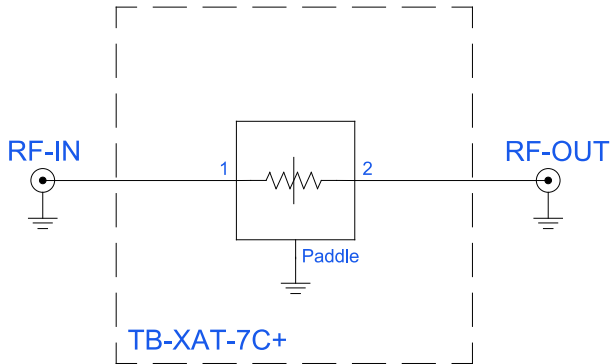 RF-IN
1
2
RF-OUT
Paddle
TB-XAT-7C+